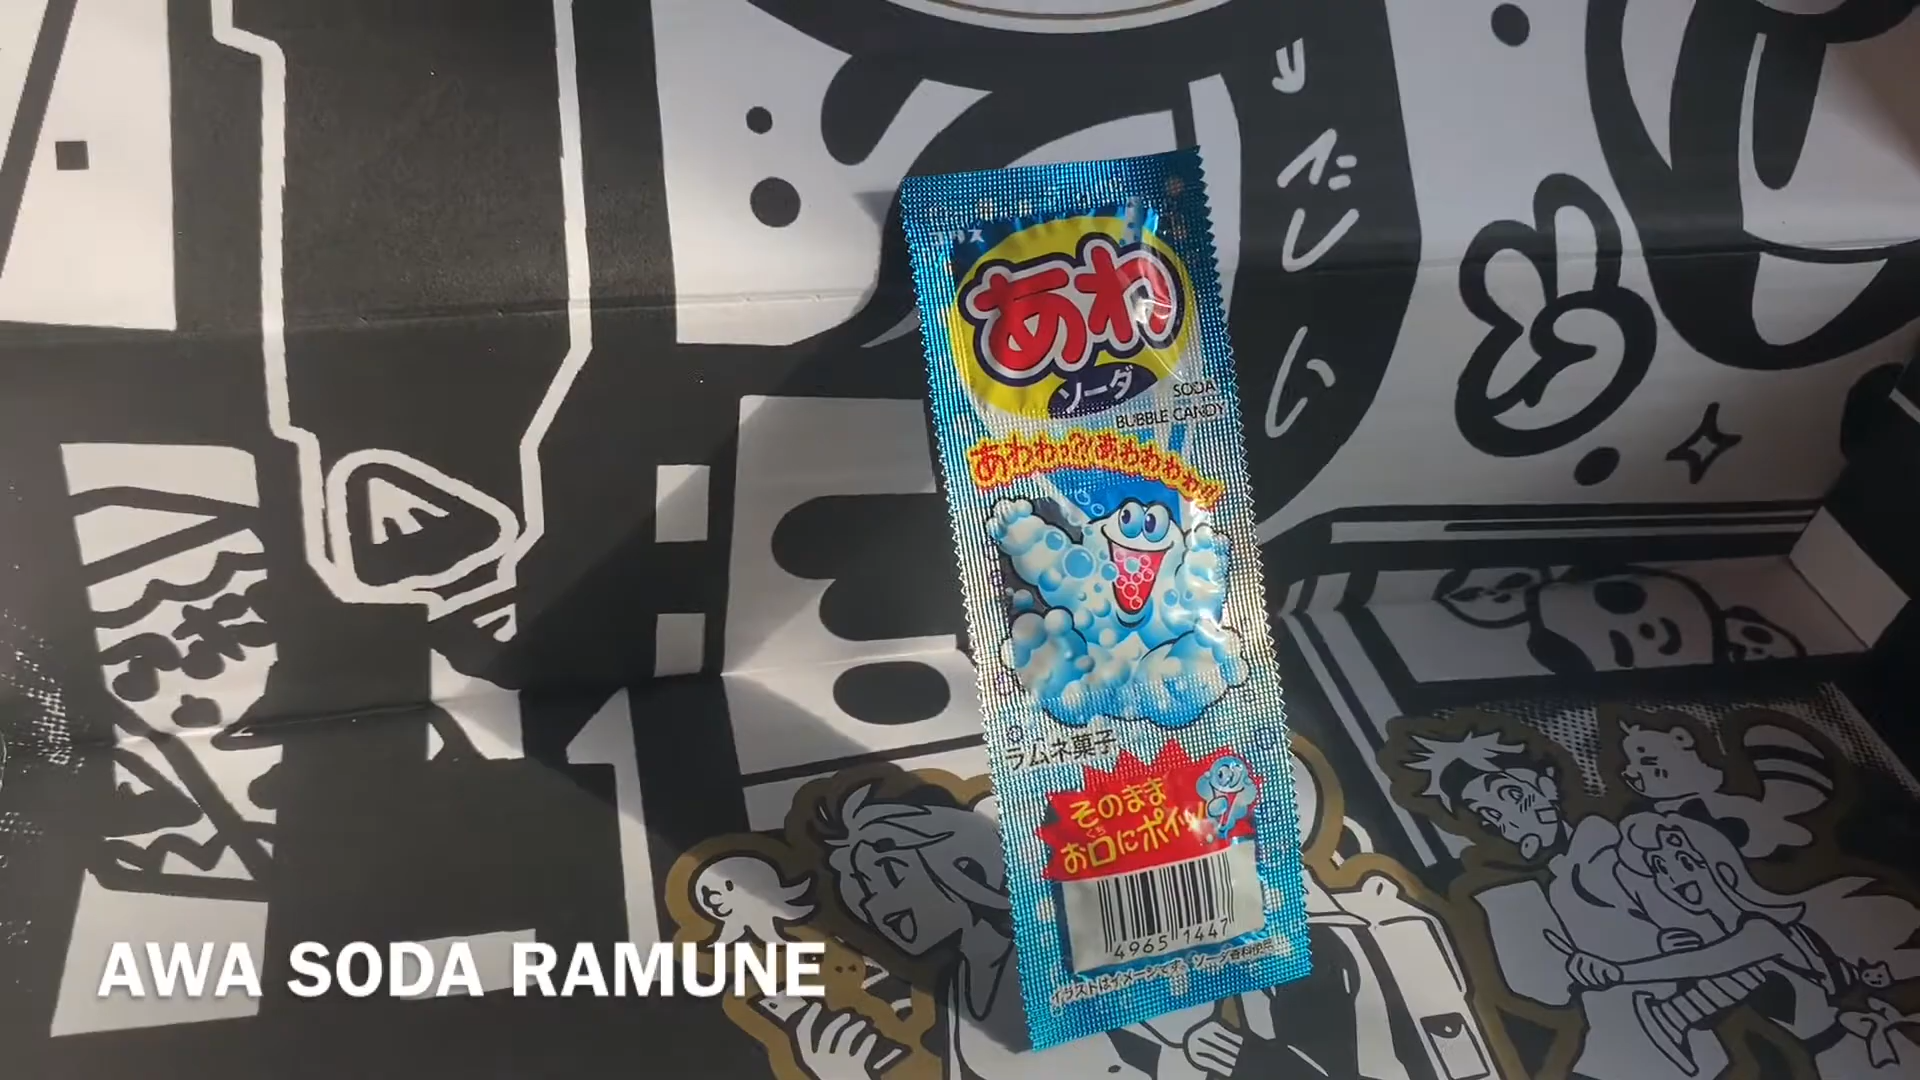 コリス
あわ
ソーダ
SODA
BUBBLE CANDY
あわわっ?!あわわわわ!!
ラムネ菓子
そのまま
お口にポイッ
くち
4965 1447
イラストはイメージです。ソーダ香料使用
AWA SODA RAMUNE